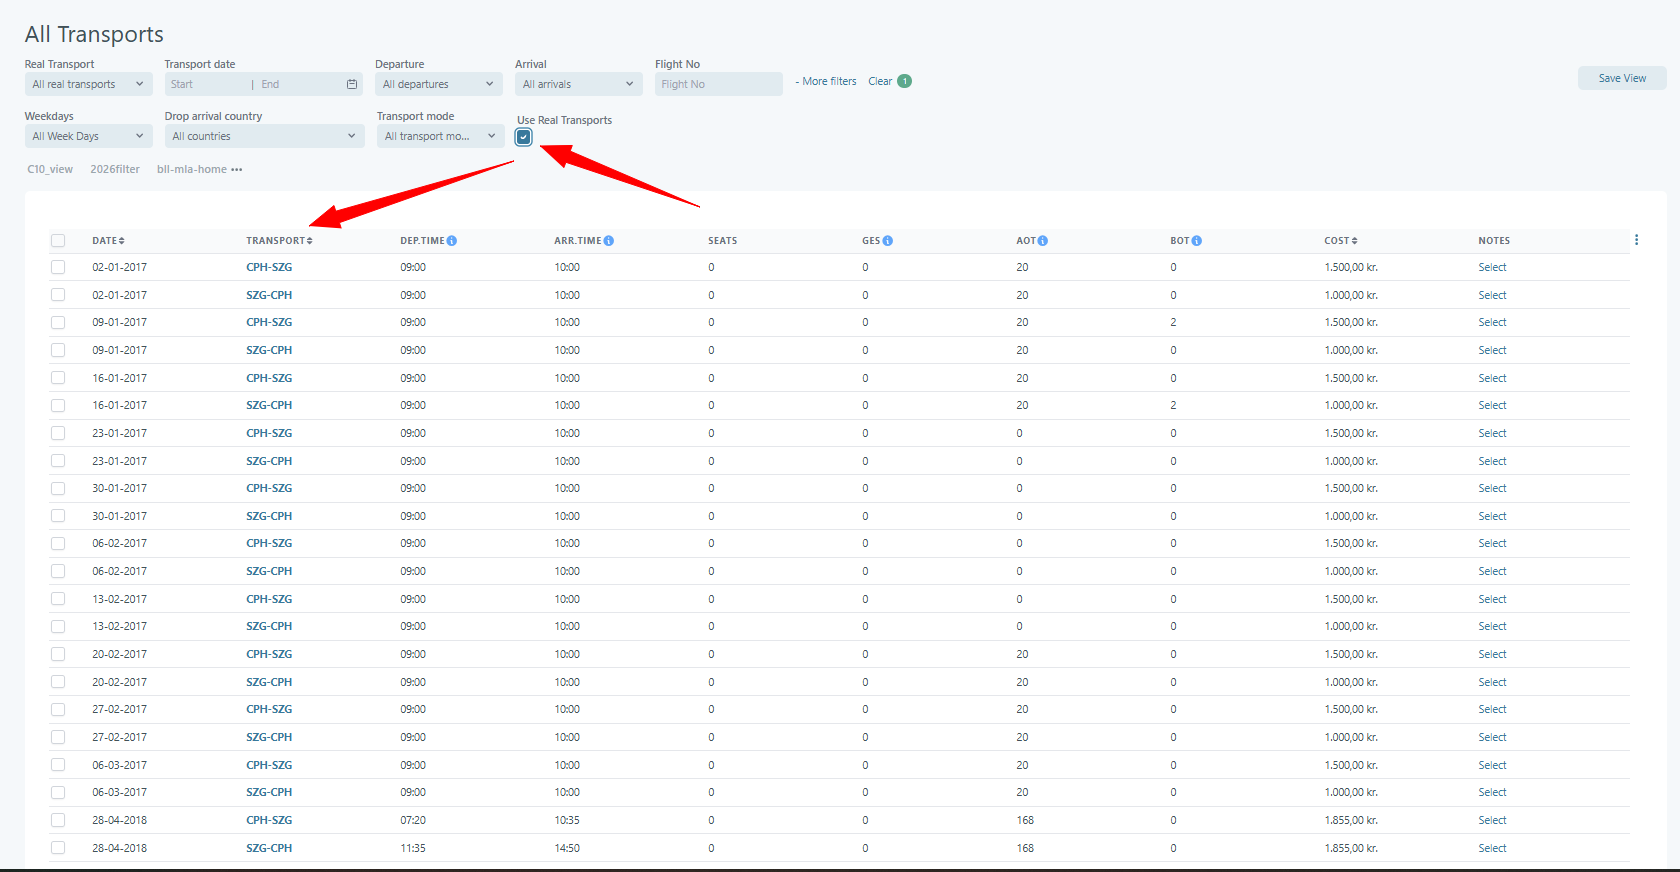 All Transports
Real Transport Transport date Departure Arrival Flight No
All real transports Start | End All departures All arrivals Flight No - More filters Clear 1 Save View
Weekdays Drop arrival country Transport mode Use Real Transports
All Week Days All countries All transport mo...
C10_view 2026filter bll-mla-home •••
DATE TRANSPORT DEP.TIME ARR.TIME SEATS GES AOT BOT COST NOTES
02-01-2017 CPH-SZG 09:00 10:00 0 0 20 0 1.500,00 kr. Select
02-01-2017 SZG-CPH 09:00 10:00 0 0 20 0 1.000,00 kr. Select
09-01-2017 CPH-SZG 09:00 10:00 0 0 20 2 1.500,00 kr. Select
09-01-2017 SZG-CPH 09:00 10:00 0 0 20 0 1.000,00 kr. Select
16-01-2017 CPH-SZG 09:00 10:00 0 0 20 0 1.500,00 kr. Select
16-01-2017 SZG-CPH 09:00 10:00 0 0 20 2 1.000,00 kr. Select
23-01-2017 CPH-SZG 09:00 10:00 0 0 0 0 1.500,00 kr. Select
23-01-2017 SZG-CPH 09:00 10:00 0 0 0 0 1.000,00 kr. Select
30-01-2017 CPH-SZG 09:00 10:00 0 0 0 0 1.500,00 kr. Select
30-01-2017 SZG-CPH 09:00 10:00 0 0 0 0 1.000,00 kr. Select
06-02-2017 CPH-SZG 09:00 10:00 0 0 0 0 1.500,00 kr. Select
06-02-2017 SZG-CPH 09:00 10:00 0 0 0 0 1.000,00 kr. Select
13-02-2017 CPH-SZG 09:00 10:00 0 0 0 0 1.500,00 kr. Select
13-02-2017 SZG-CPH 09:00 10:00 0 0 0 0 1.000,00 kr. Select
20-02-2017 CPH-SZG 09:00 10:00 0 0 20 0 1.500,00 kr. Select
20-02-2017 SZG-CPH 09:00 10:00 0 0 20 0 1.000,00 kr. Select
27-02-2017 CPH-SZG 09:00 10:00 0 0 20 0 1.500,00 kr. Select
27-02-2017 SZG-CPH 09:00 10:00 0 0 20 0 1.000,00 kr. Select
06-03-2017 CPH-SZG 09:00 10:00 0 0 20 0 1.500,00 kr. Select
06-03-2017 SZG-CPH 09:00 10:00 0 0 20 0 1.000,00 kr. Select
28-04-2018 CPH-SZG 07:20 10:35 0 0 168 0 1.855,00 kr. Select
28-04-2018 SZG-CPH 11:35 14:50 0 0 168 0 1.855,00 kr. Select